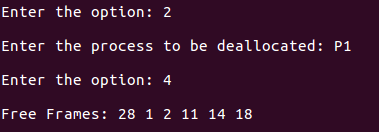 Enter the option: 2
Enter the process to be deallocated: P1
Enter the option: 4
Free Frames: 28 1 2 11 14 18